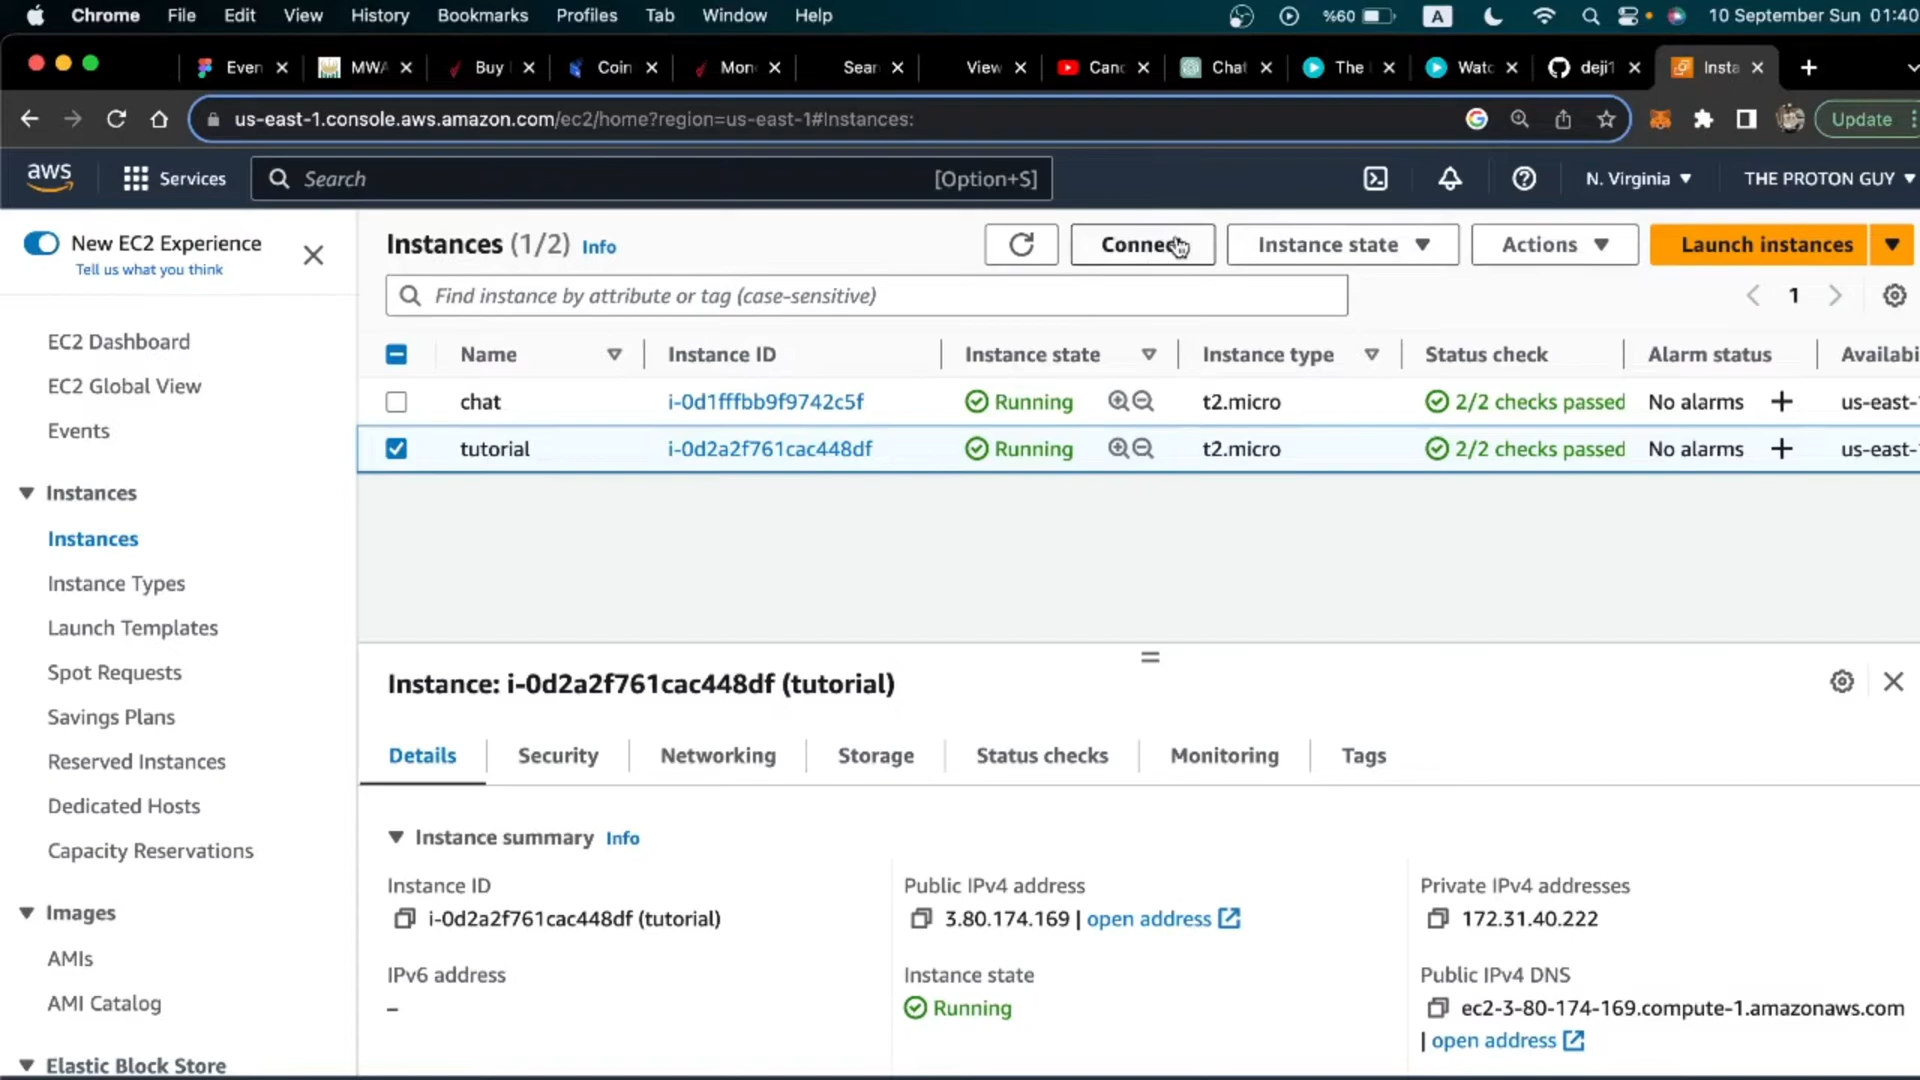 Chrome File Edit View History Bookmarks Profiles Tab Window Help %60 A 10 September Sun 01:40
Even MWA Buy Coin Mon Sear View Canc Chat The Watc deji1 Insta
us-east-1.console.aws.amazon.com/ec2/home?region=us-east-1#Instances: Update
aws Services Search [Option+S] N. Virginia THE PROTON GUY
New EC2 Experience
Tell us what you think
EC2 Dashboard
EC2 Global View
Events
Instances
Instances
Instance Types
Launch Templates
Spot Requests
Savings Plans
Reserved Instances
Dedicated Hosts
Capacity Reservations
Images
AMIs
AMI Catalog
Elastic Block Store
Instances (1/2) Info Connect Instance state Actions Launch instances
Find instance by attribute or tag (case-sensitive) 1
Name Instance ID Instance state Instance type Status check Alarm status Availabi
chat i-0d1fffbb9f9742c5f Running t2.micro 2/2 checks passed No alarms us-east-
tutorial i-0d2a2f761cac448df Running t2.micro 2/2 checks passed No alarms us-east-
Instance: i-0d2a2f761cac448df (tutorial)
Details Security Networking Storage Status checks Monitoring Tags
Instance summary Info
Instance ID
i-0d2a2f761cac448df (tutorial)
Public IPv4 address
3.80.174.169 | open address
Private IPv4 addresses
172.31.40.222
IPv6 address
–
Instance state
Running
Public IPv4 DNS
ec2-3-80-174-169.compute-1.amazonaws.com
| open address